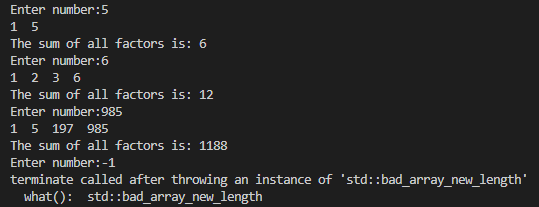 Enter number:5
1  5
The sum of all factors is: 6
Enter number:6
1  2  3  6
The sum of all factors is: 12
Enter number:985
1  5  197  985
The sum of all factors is: 1188
Enter number:-1
terminate called after throwing an instance of 'std::bad_array_new_length'
  what():  std::bad_array_new_length